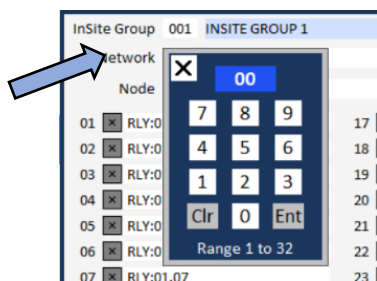 InSite Group 001 INSITE GROUP 1
Network
Node
00
7 8 9
4 5 6
1 2 3
Clr 0 Ent
Range 1 to 32
01 × RLY:0 17
02 × RLY:0 18
03 × RLY:0 19
04 × RLY:0 20
05 × RLY:0 21
06 × RLY:0 22
07 × RLY:01.07 23